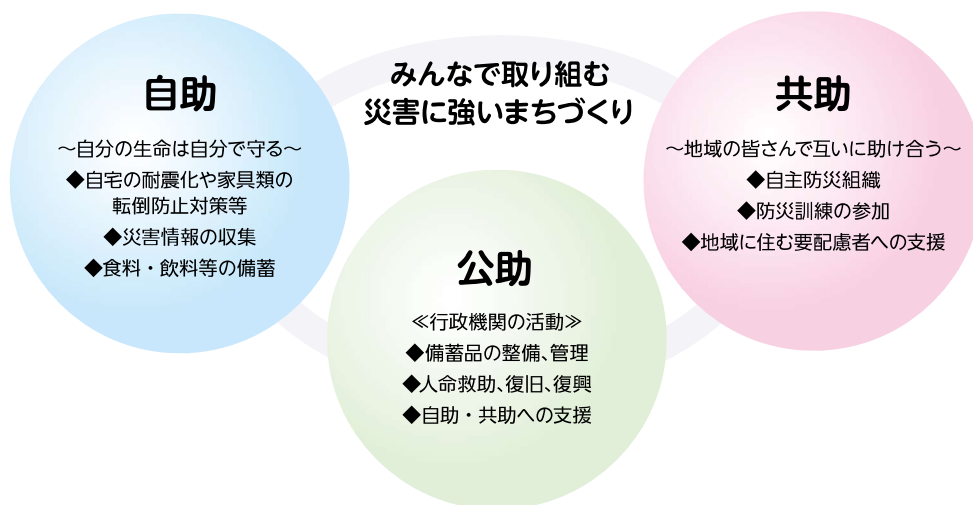 みんなで取り組む
災害に強いまちづくり
自助
～自分の生命は自分で守る～
◆自宅の耐震化や家具類の
転倒防止対策等
◆災害情報の収集
◆食料・飲料等の備蓄
共助
～地域の皆さんで互いに助け合う～
◆自主防災組織
◆防災訓練の参加
◆地域に住む要配慮者への支援
公助
≪行政機関の活動≫
◆備蓄品の整備、管理
◆人命救助、復旧、復興
◆自助・共助への支援